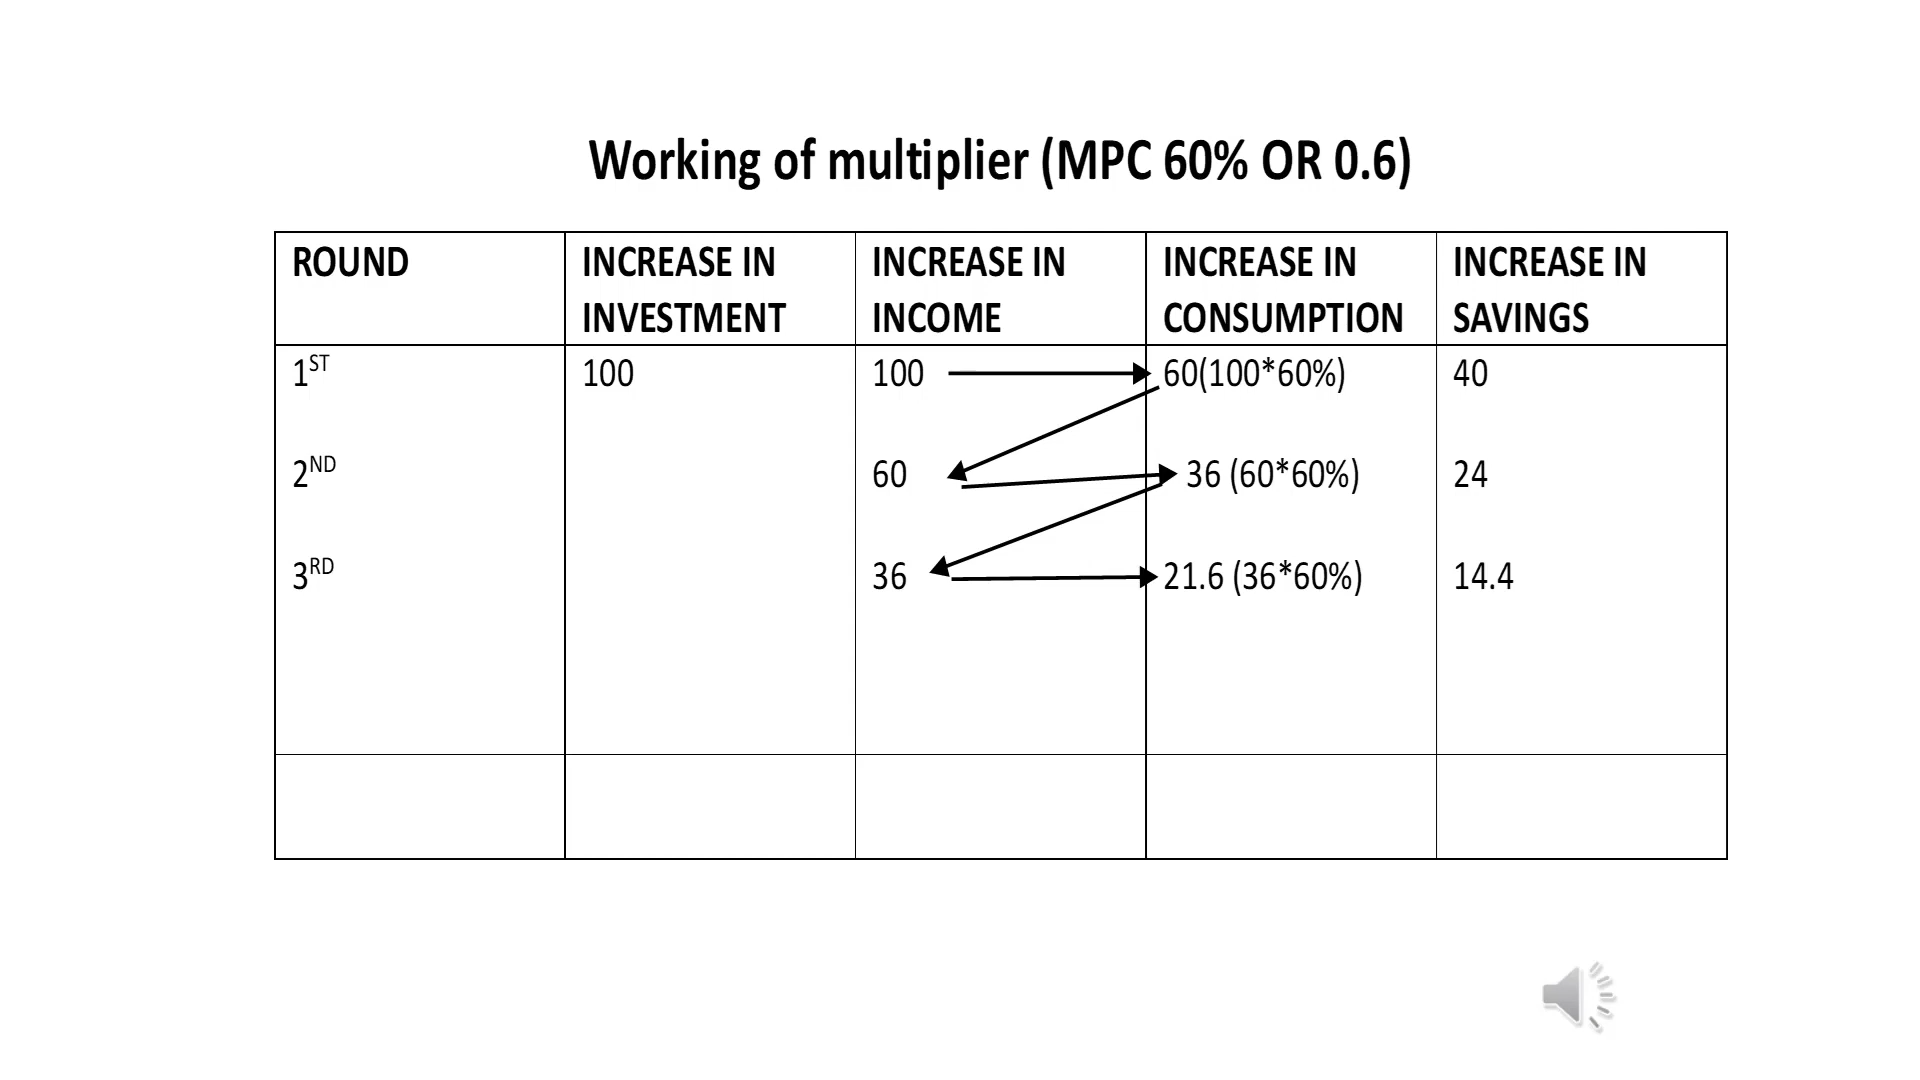 Working of multiplier (MPC 60% OR 0.6)
ROUND INCREASE IN INVESTMENT INCREASE IN INCOME INCREASE IN CONSUMPTION INCREASE IN SAVINGS
1ST 100 100 60(100*60%) 40
2ND 60 36 (60*60%) 24
3RD 36 21.6 (36*60%) 14.4